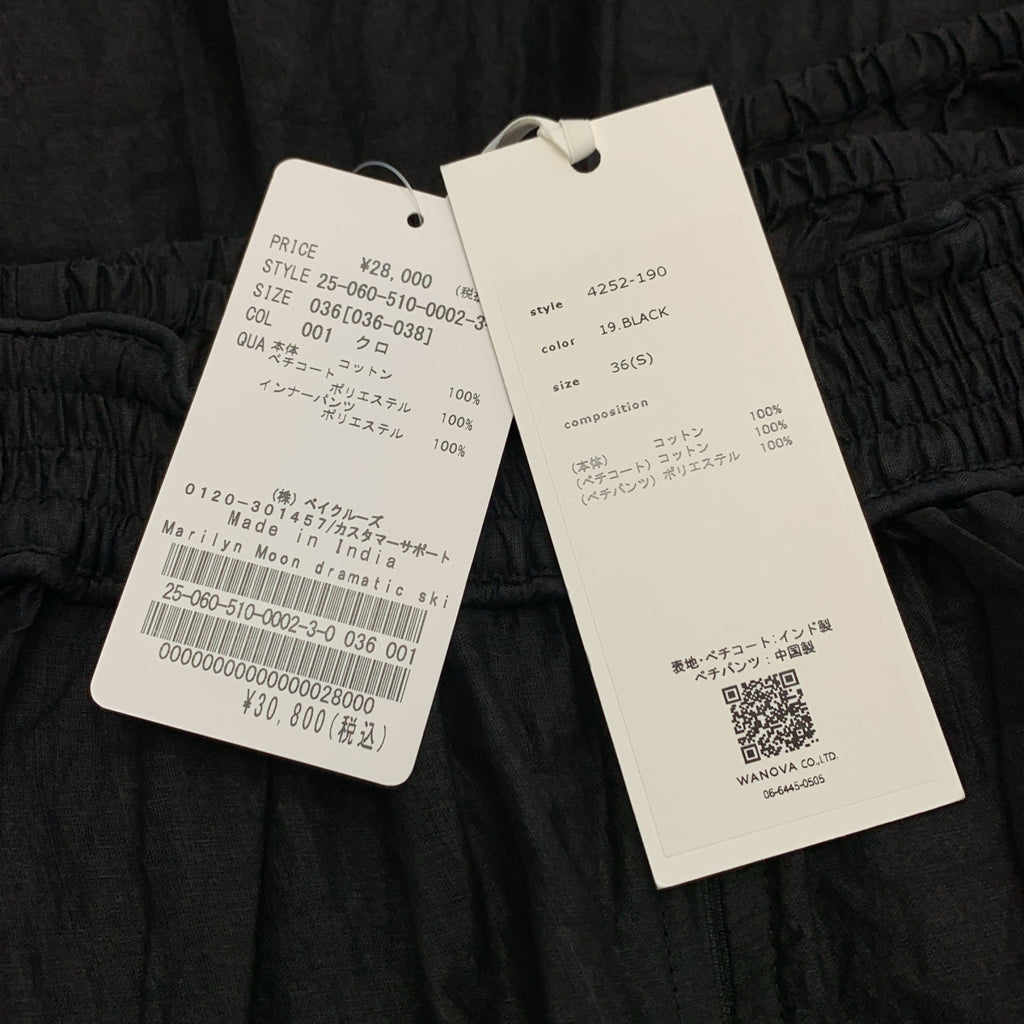 PRICE ¥28,000 (税
STYLE 25-060-510-0002-3-
SIZE 036[036-038]
COL 001 クロ
QUA 本体 コットン 100%
ペチコート ポリエステル 100%
インナーパンツ ポリエステル 100%
(株)ベイクルーズ
0120-301457/カスタマーサポート
Made in India
Marilyn Moon dramatic ski
25-060-510-0002-3-0 036 001
0000000000000028000
¥30,800(税込)
style 4252-190
color 19.BLACK
size 36(S)
composition
(本体) コットン 100%
(ペチコート) コットン 100%
(ペチパンツ) ポリエステル 100%
表地・ペチコート:インド製
ペチパンツ:中国製
WANOVA CO.,LTD.
06-6445-0505